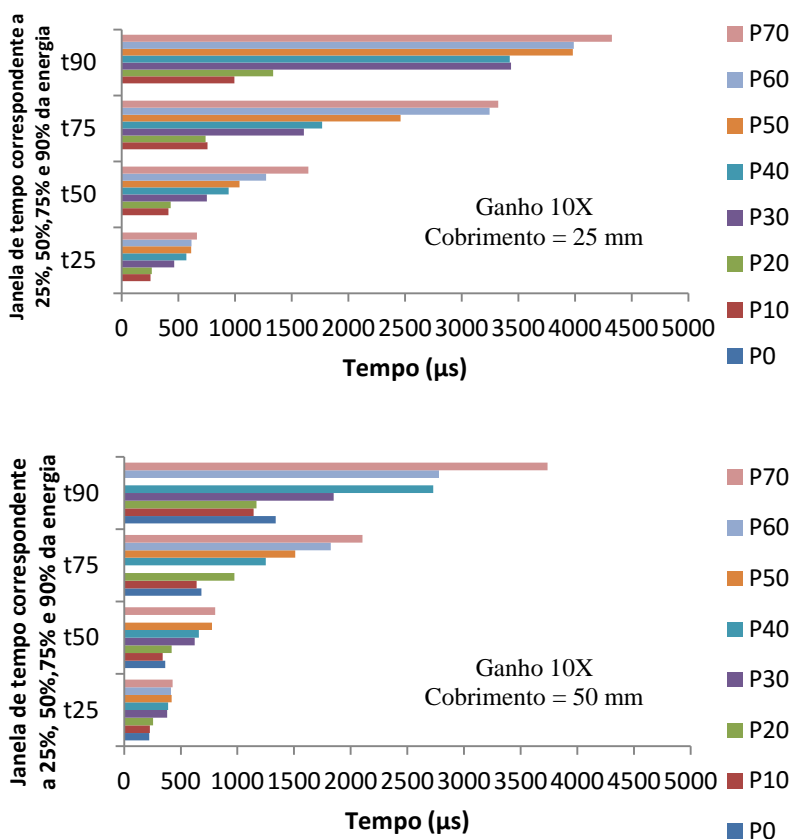 Janela de tempo correspondente a
25%, 50%,75% e 90% da energia
t90
t75
t50
t25
0 500 1000 1500 2000 2500 3000 3500 4000 4500 5000
Tempo (µs)
Ganho 10X
Cobrimento = 25 mm
P70
P60
P50
P40
P30
P20
P10
P0
Janela de tempo correspondente
a 25%, 50%,75% e 90% da energia
t90
t75
t50
t25
0 500 1000 1500 2000 2500 3000 3500 4000 4500 5000
Tempo (µs)
Ganho 10X
Cobrimento = 50 mm
P70
P60
P50
P40
P30
P20
P10
P0